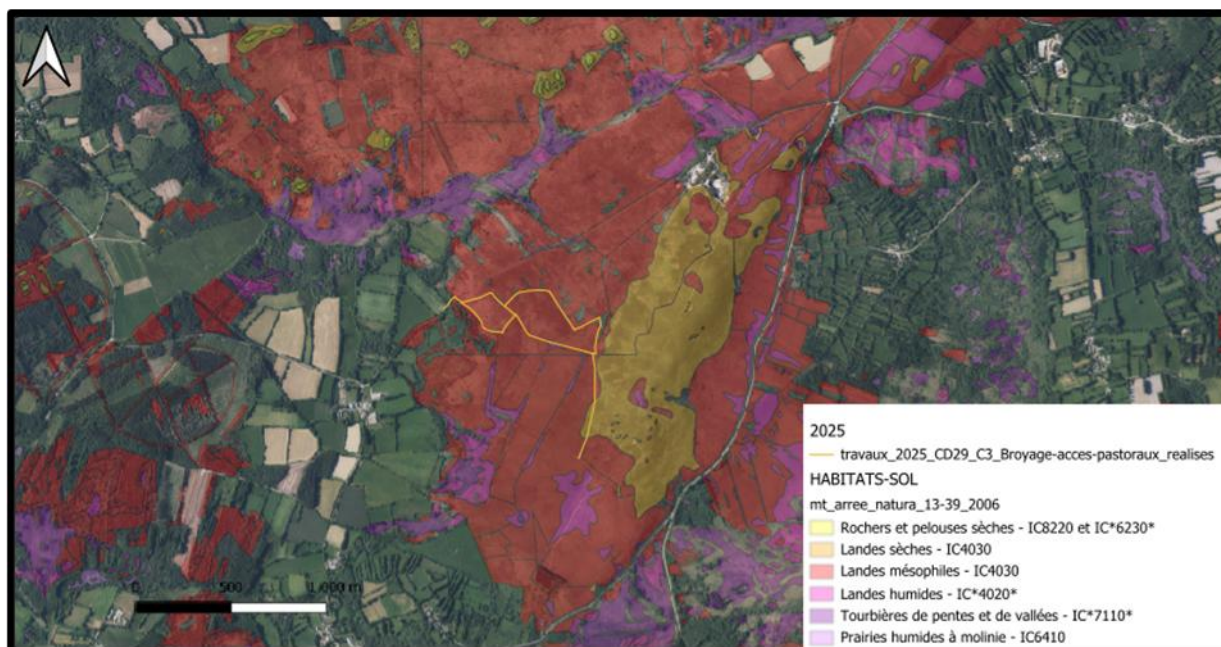 2025
travaux_2025_CD29_C3_Broyage-acces-pastoraux_realises
HABITATS-SOL
mt_arree_natura_13-39_2006
Rochers et pelouses sèches - IC8220 et IC*6230*
Landes sèches - IC4030
Landes mésophiles - IC4030
Landes humides - IC*4020*
Tourbières de pentes et de vallées - IC*7110*
Prairies humides à molinie - IC6410
0 500 1 000 m